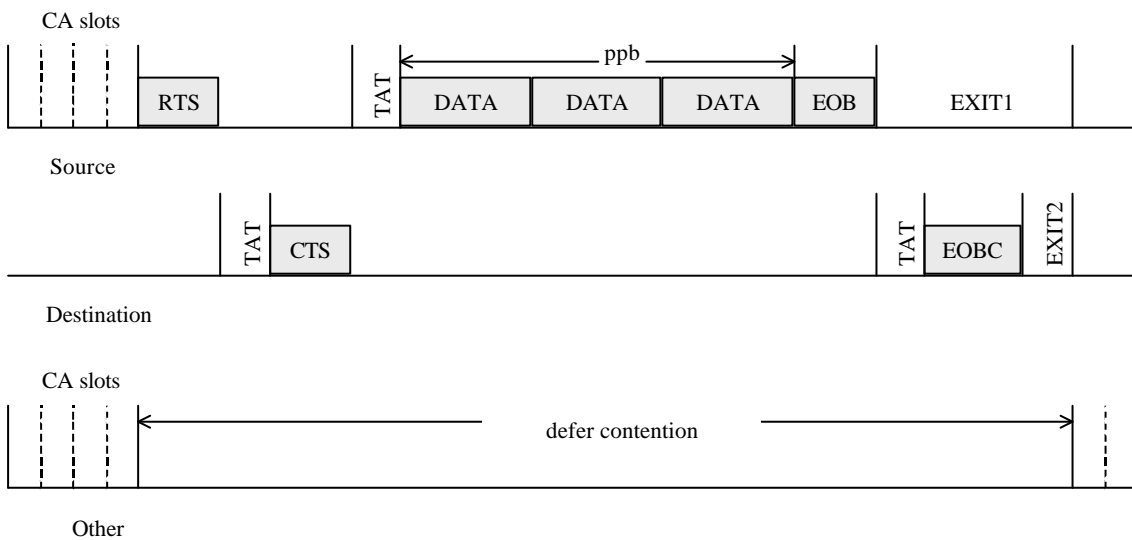 CA slots
RTS
TAT
ppb
DATA
DATA
DATA
EOB
EXIT1
Source
TAT
CTS
TAT
EOBC
EXIT2
Destination
CA slots
defer contention
Other